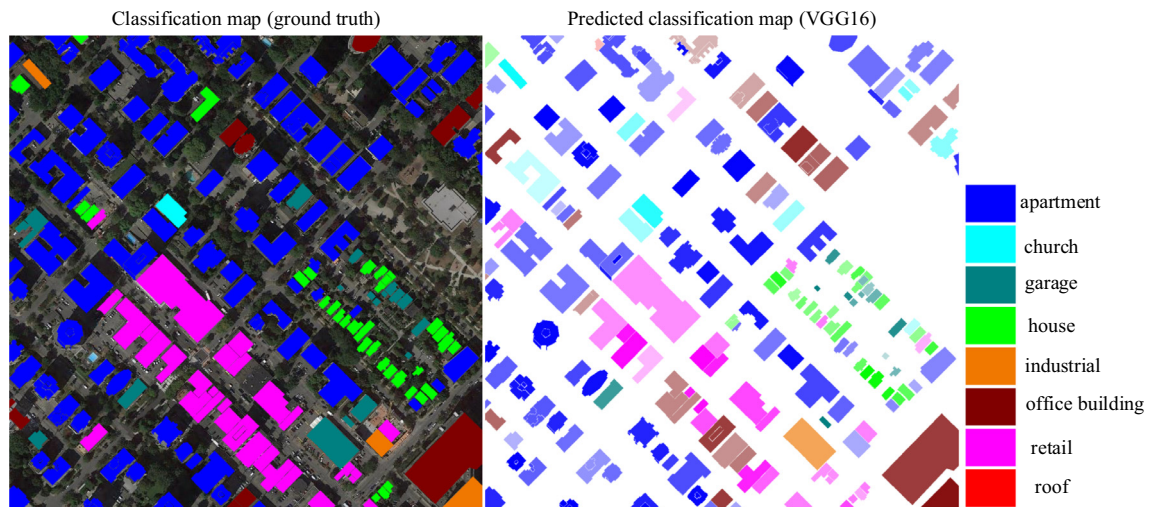 Classification map (ground truth)
Predicted classification map (VGG16)
apartment
church
garage
house
industrial
office building
retail
roof